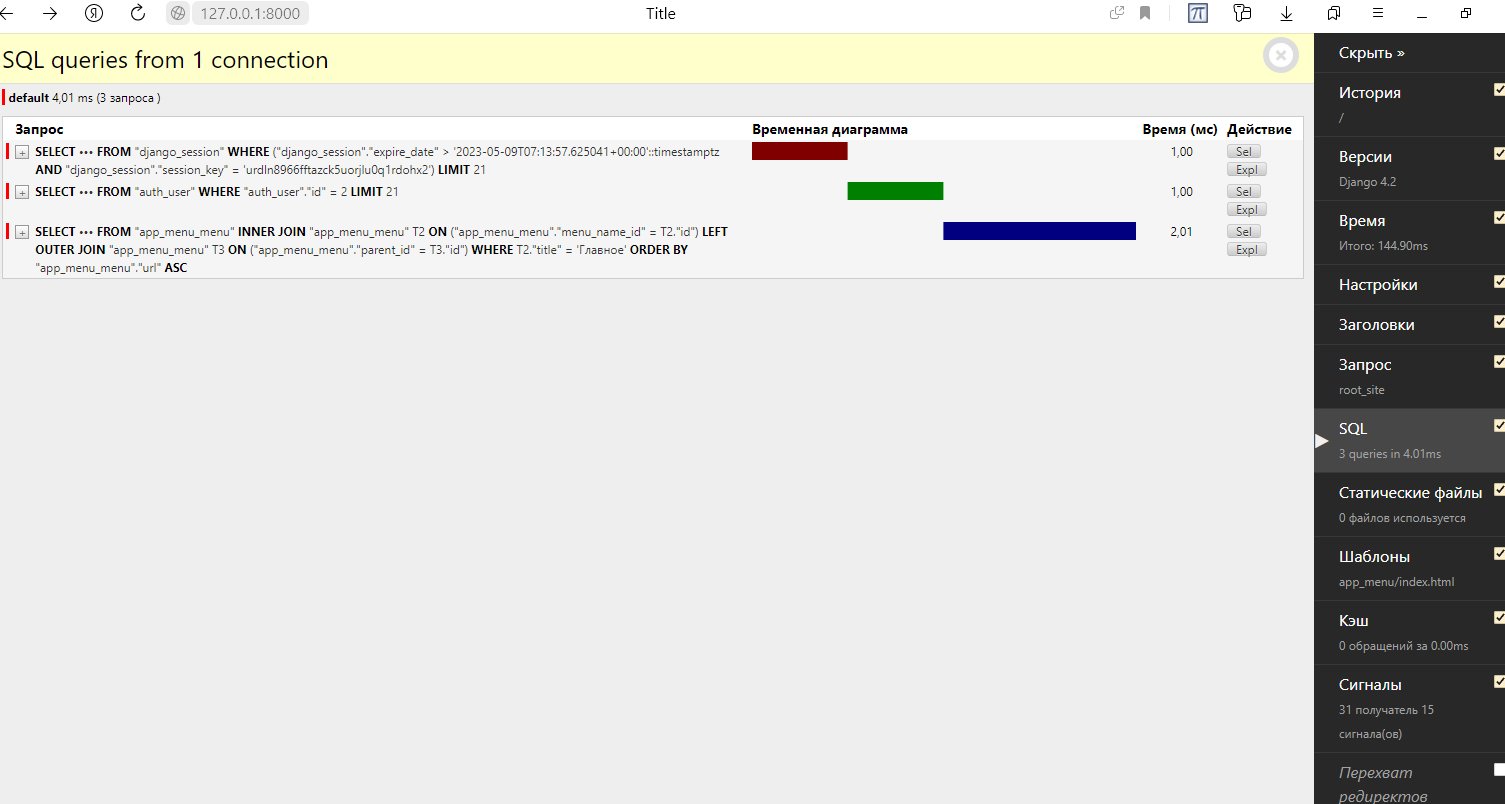 Я
127.0.0.1:8000
Title
π
SQL queries from 1 connection
default 4,01 ms (3 запроса )
Запрос Временная диаграмма Время (мс) Действие
+ SELECT ••• FROM "django_session" WHERE ("django_session"."expire_date" > '2023-05-09T07:13:57.625041+00:00'::timestamptz 1,00 Sel
AND "django_session"."session_key" = 'urdln8966fftazck5uorjlu0q1rdohx2') LIMIT 21 Expl
+ SELECT ••• FROM "auth_user" WHERE "auth_user"."id" = 2 LIMIT 21 1,00 Sel
Expl
+ SELECT ••• FROM "app_menu_menu" INNER JOIN "app_menu_menu" T2 ON ("app_menu_menu"."menu_name_id" = T2."id") LEFT 2,01 Sel
OUTER JOIN "app_menu_menu" T3 ON ("app_menu_menu"."parent_id" = T3."id") WHERE T2."title" = 'Главное' ORDER BY Expl
"app_menu_menu"."url" ASC
Скрыть »
История
/
Версии
Django 4.2
Время
Итого: 144.90ms
Настройки
Заголовки
Запрос
root_site
SQL
3 queries in 4.01ms
Статические файлы
0 файлов используется
Шаблоны
app_menu/index.html
Кэш
0 обращений за 0.00ms
Сигналы
31 получатель 15
сигнала(ов)
Перехват
редиректов